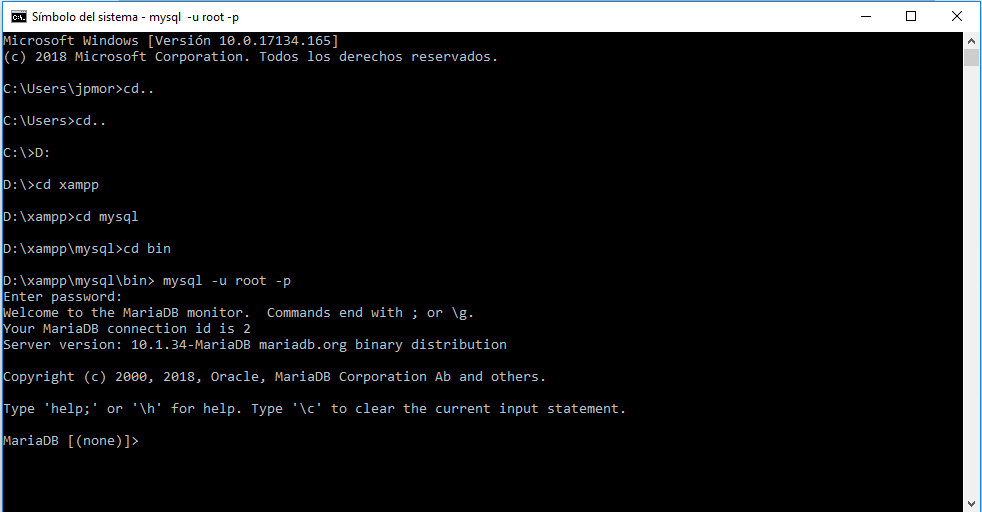 Símbolo del sistema - mysql -u root -p
Microsoft Windows [Versión 10.0.17134.165]
(c) 2018 Microsoft Corporation. Todos los derechos reservados.
C:\Users\jpmor>cd..
C:\Users>cd..
C:\>D:
D:\>cd xampp
D:\xampp>cd mysql
D:\xampp\mysql>cd bin
D:\xampp\mysql\bin> mysql -u root -p
Enter password:
Welcome to the MariaDB monitor.  Commands end with ; or \g.
Your MariaDB connection id is 2
Server version: 10.1.34-MariaDB mariadb.org binary distribution
Copyright (c) 2000, 2018, Oracle, MariaDB Corporation Ab and others.
Type 'help;' or '\h' for help. Type '\c' to clear the current input statement.
MariaDB [(none)]>